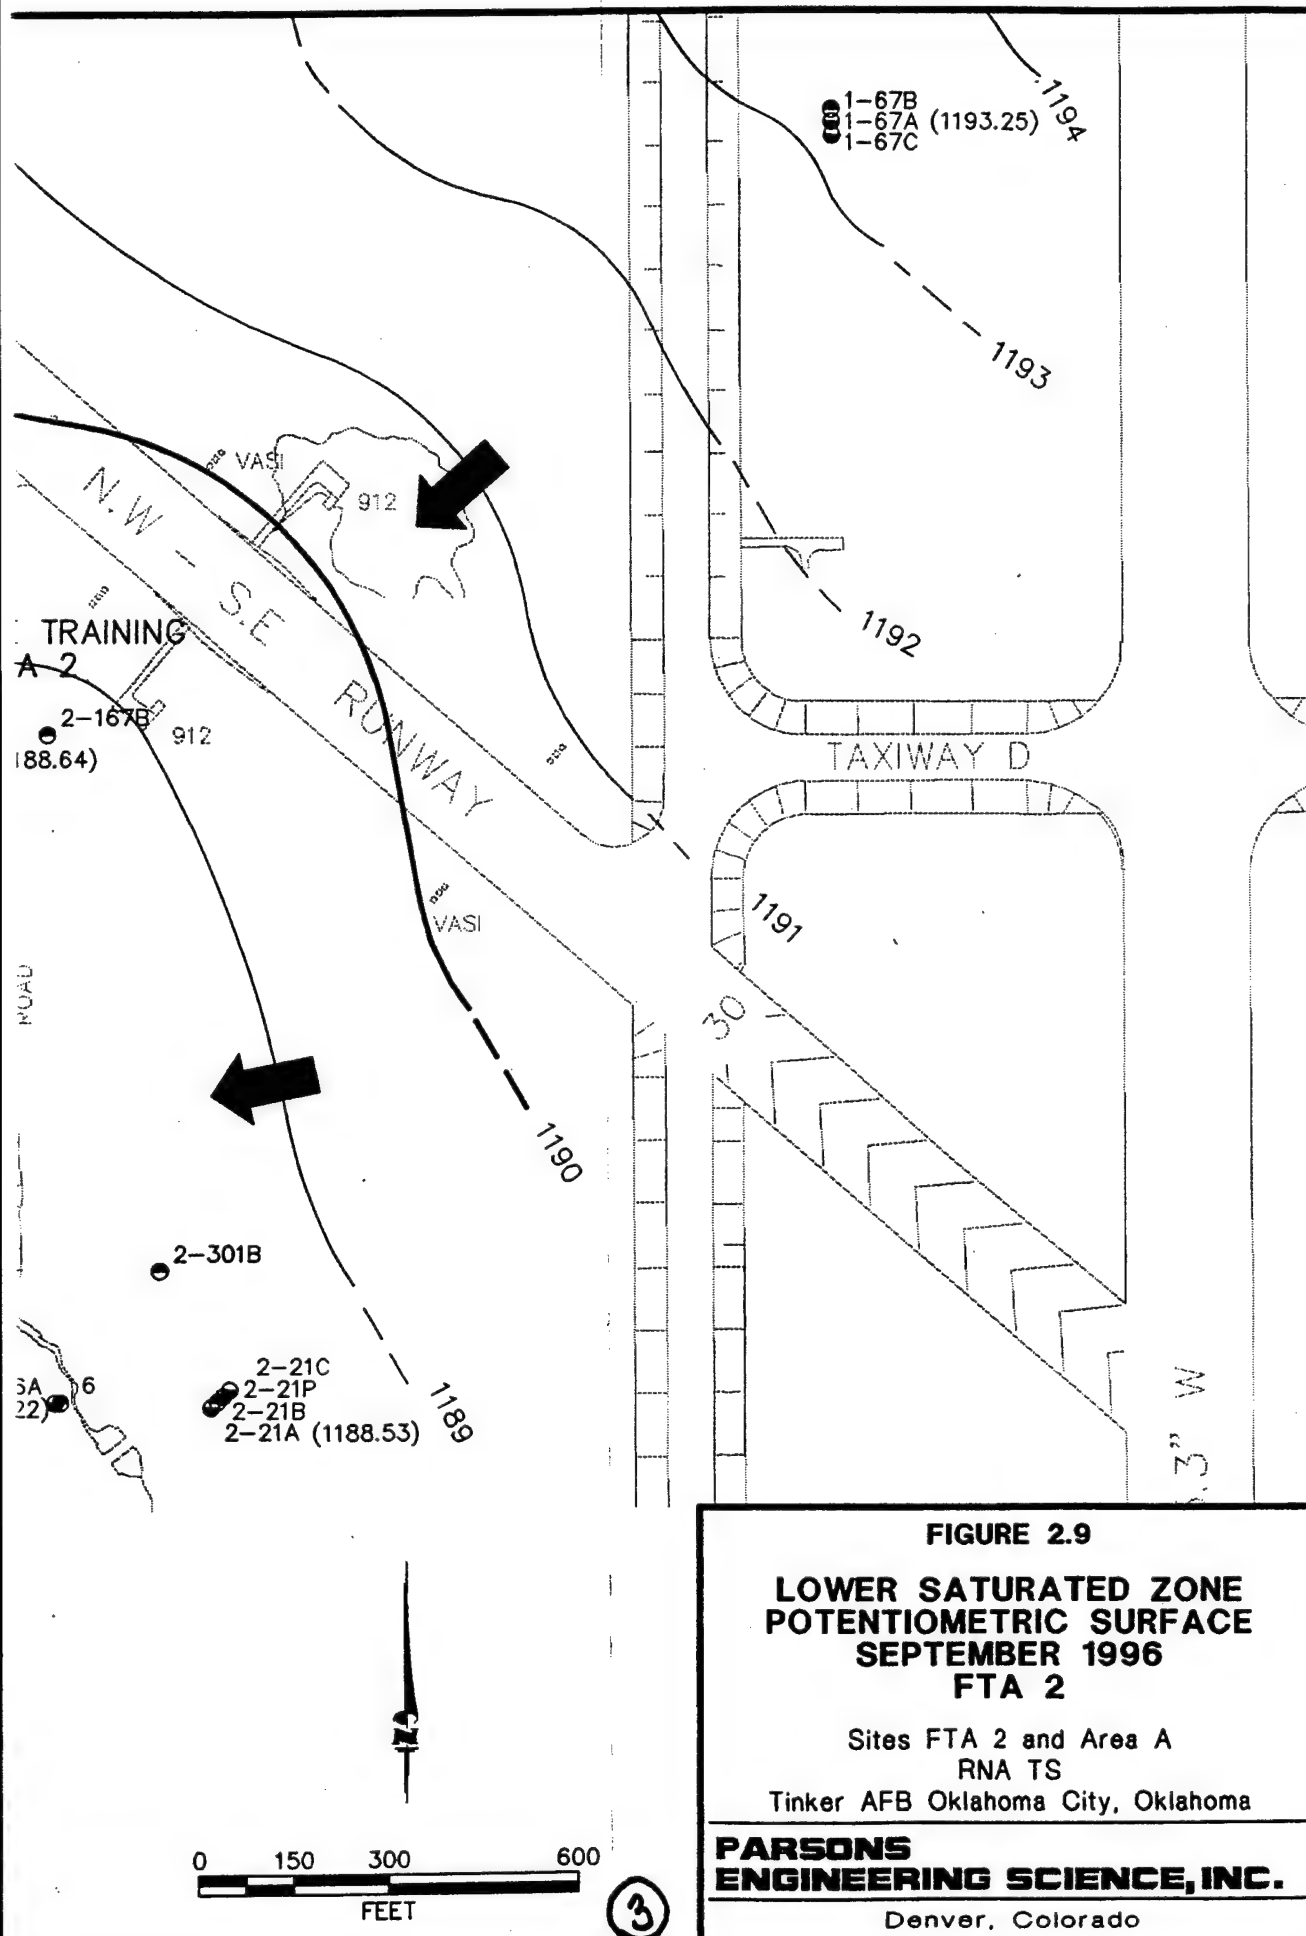 1-67B
1-67A (1193.25)
1-67C
1194
1193
VASI
912
N.W - S.E RUNWAY
1192
TRAINING
A 2
2-167B
188.64)
912
TAXIWAY D
1191
VASI
ROAD
30
1190
2-301B
2-21C
2-21P
2-21B
2-21A (1188.53)
6
22)
1189
.3" W
FIGURE 2.9
LOWER SATURATED ZONE
POTENTIOMETRIC SURFACE
SEPTEMBER 1996
FTA 2
Sites FTA 2 and Area A
RNA TS
Tinker AFB Oklahoma City, Oklahoma
PARSONS
ENGINEERING SCIENCE, INC.
Denver, Colorado
N
0 150 300 600
FEET
3